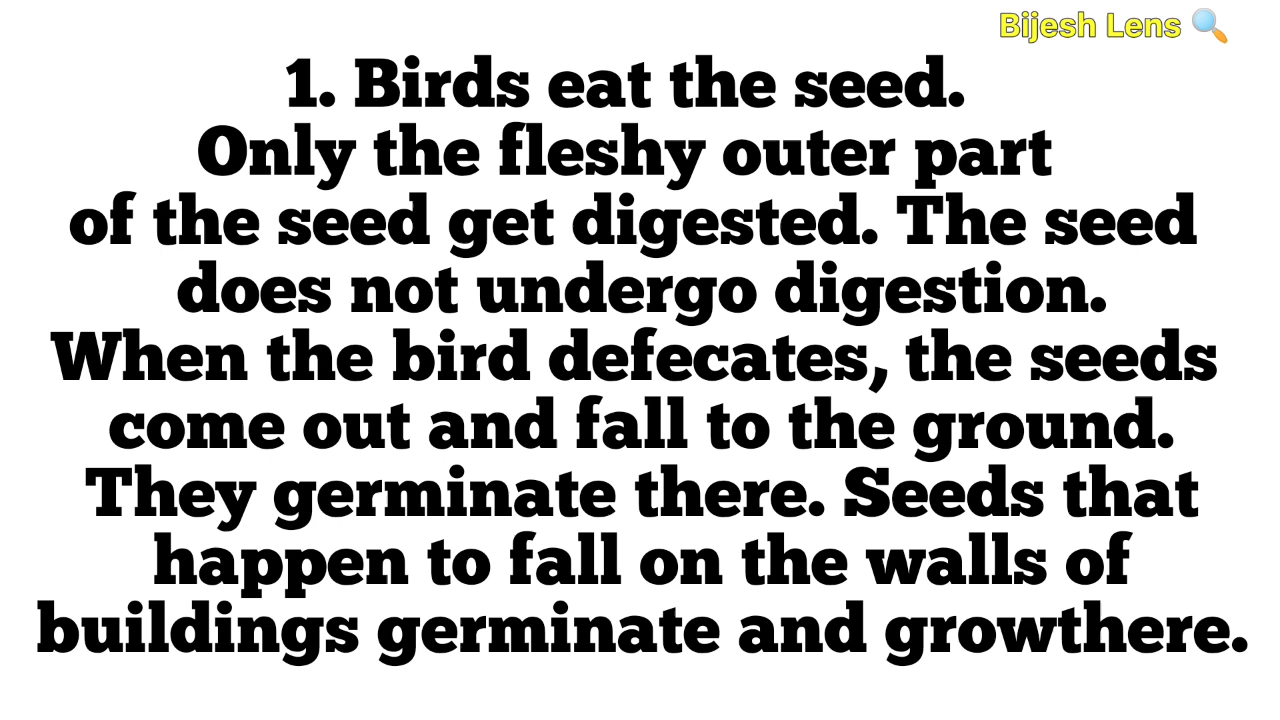 Bijesh Lens
1. Birds eat the seed.
Only the fleshy outer part
of the seed get digested. The seed
does not undergo digestion.
When the bird defecates, the seeds
come out and fall to the ground.
They germinate there. Seeds that
happen to fall on the walls of
buildings germinate and growthere.